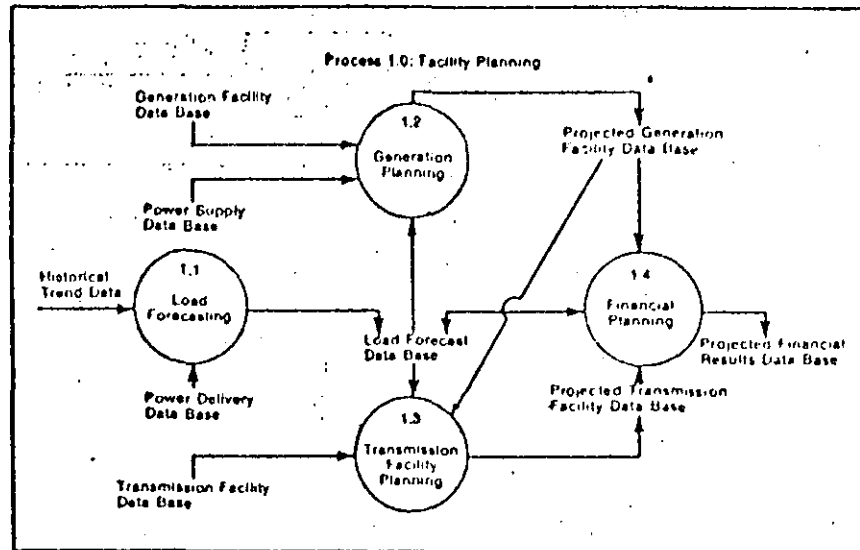 Process 1.0: Facility Planning
Generation Facility
Data Base
1.2
Generation
Planning
Projected Generation
Facility Data Base
Power Supply
Data Base
Historical
Trend Data
1.1
Load
Forecasting
1.4
Financial
Planning
Load Forecast
Data Base
Projected Financial
Results Data Base
Power Delivery
Data Base
Projected Transmission
Facility Data Base
1.3
Transmission
Facility
Planning
Transmission Facility
Data Base